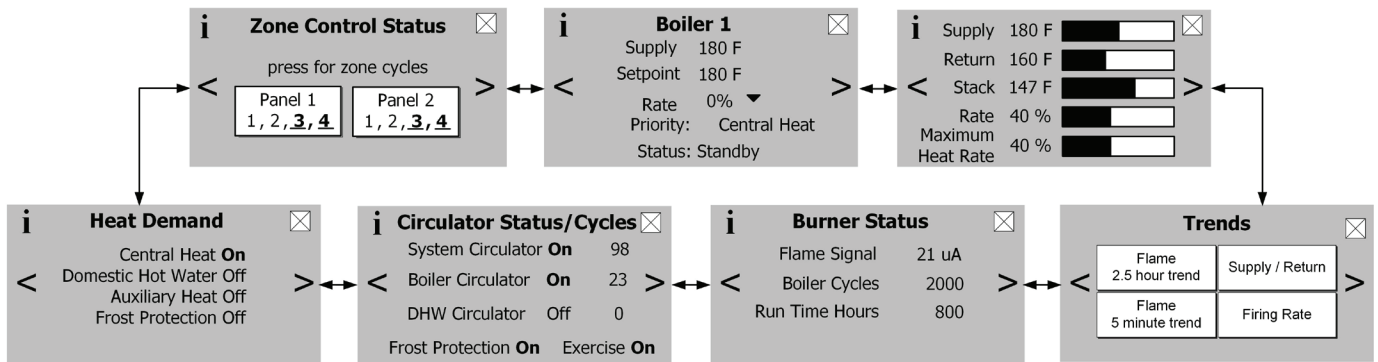 i Zone Control Status
press for zone cycles
< >
Panel 1
1, 2, 3, 4
Panel 2
1, 2, 3, 4
i Boiler 1
Supply 180 F
Setpoint 180 F
< >
Rate 0% ▼
Priority: Central Heat
Status: Standby
i Supply 180 F
Return 160 F
< Stack 147 F >
Rate 40 %
Maximum
Heat Rate 40 %
i Heat Demand
Central Heat On
< Domestic Hot Water Off >
Auxiliary Heat Off
Frost Protection Off
i Circulator Status/Cycles
System Circulator On 98
< Boiler Circulator On 23 >
DHW Circulator Off 0
Frost Protection On Exercise On
i Burner Status
Flame Signal 21 uA
< Boiler Cycles 2000 >
Run Time Hours 800
Trends
< >
Flame
2.5 hour trend
Supply / Return
Flame
5 minute trend
Firing Rate